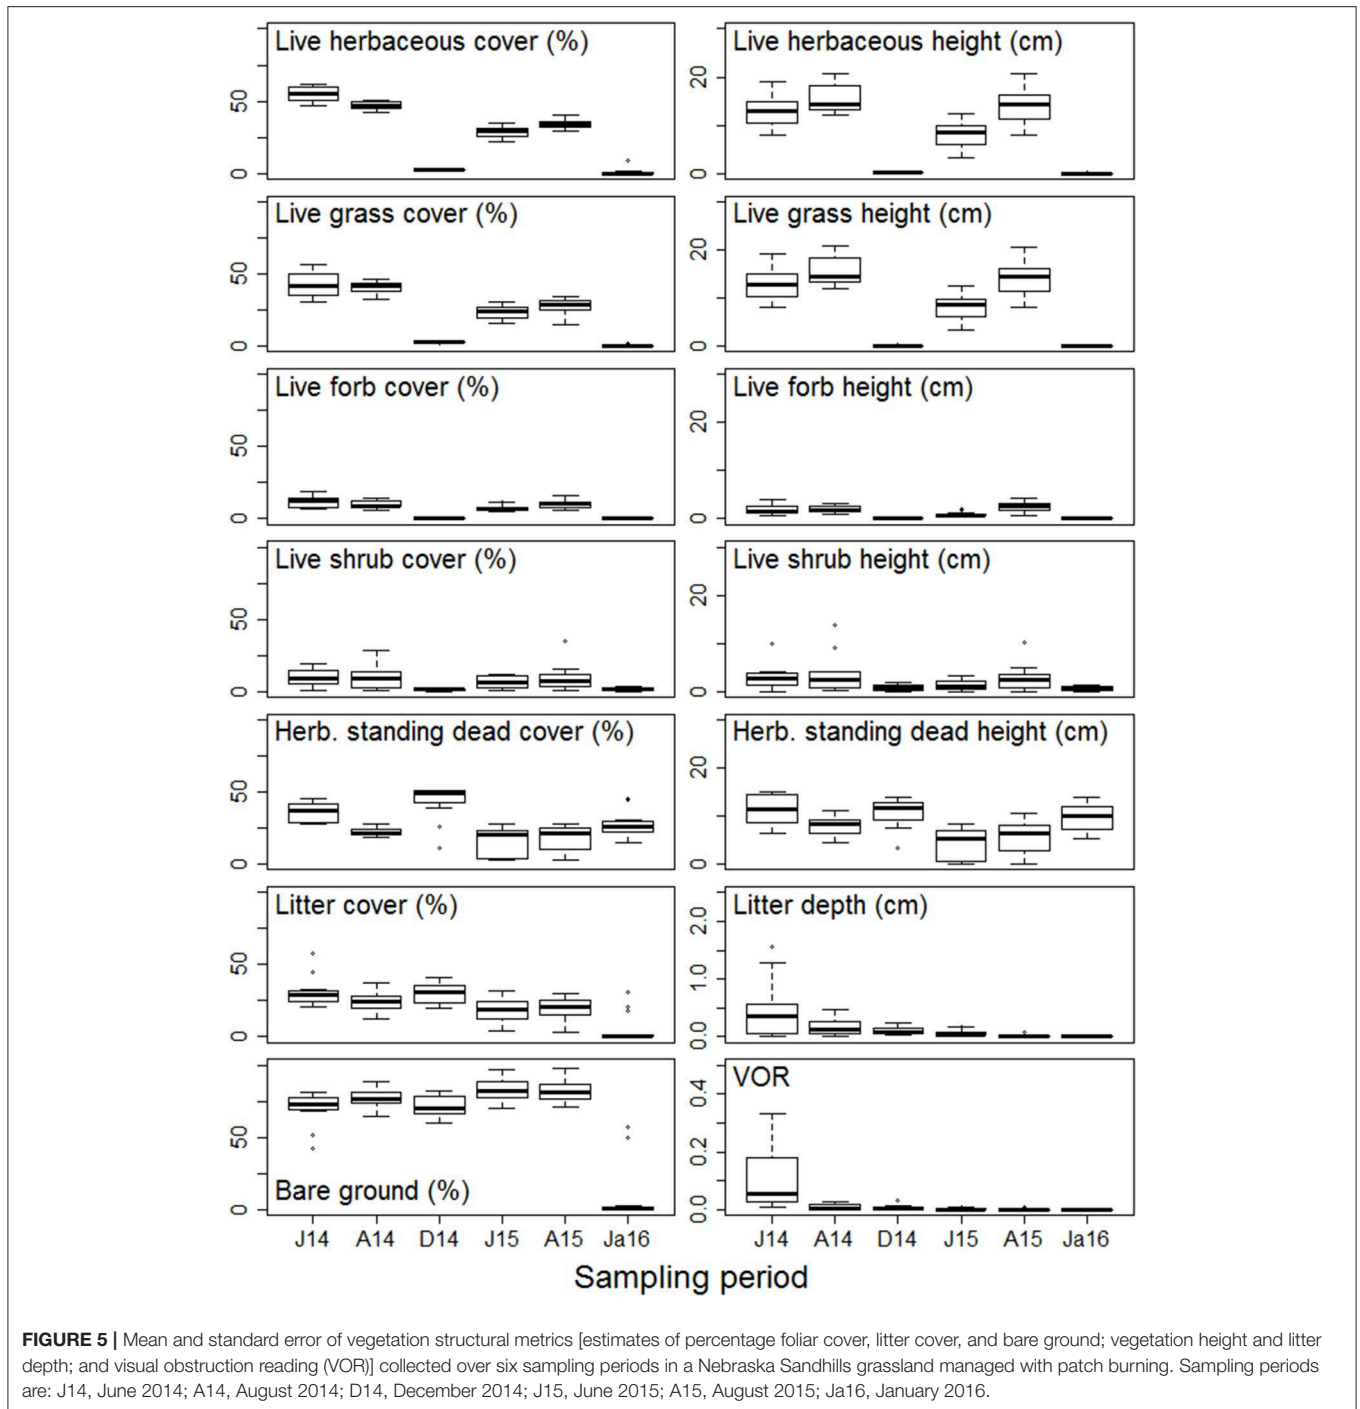 Live herbaceous cover (%)
50
0
Live herbaceous height (cm)
20
0
Live grass cover (%)
50
0
Live grass height (cm)
20
0
Live forb cover (%)
50
0
Live forb height (cm)
20
0
Live shrub cover (%)
50
0
Live shrub height (cm)
20
0
Herb. standing dead cover (%)
50
0
Herb. standing dead height (cm)
20
0
Litter cover (%)
50
0
Litter depth (cm)
2.0
1.0
0.0
50
0
Bare ground (%)
VOR
0.4
0.2
0.0
J14 A14 D14 J15 A15 Ja16
J14 A14 D14 J15 A15 Ja16
Sampling period
FIGURE 5 | Mean and standard error of vegetation structural metrics [estimates of percentage foliar cover, litter cover, and bare ground; vegetation height and litter
depth; and visual obstruction reading (VOR)] collected over six sampling periods in a Nebraska Sandhills grassland managed with patch burning. Sampling periods
are: J14, June 2014; A14, August 2014; D14, December 2014; J15, June 2015; A15, August 2015; Ja16, January 2016.